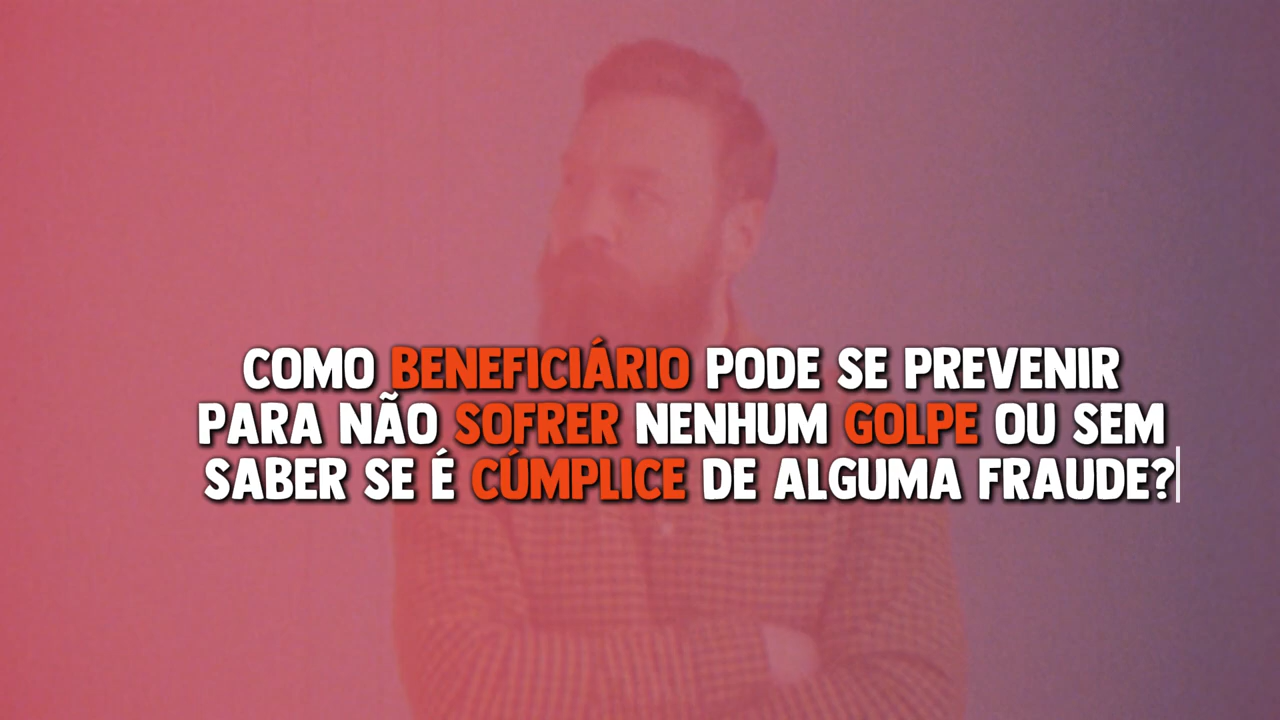 COMO BENEFICIÁRIO PODE SE PREVENIR
PARA NÃO SOFRER NENHUM GOLPE OU SEM
SABER SE É CÚMPLICE DE ALGUMA FRAUDE?